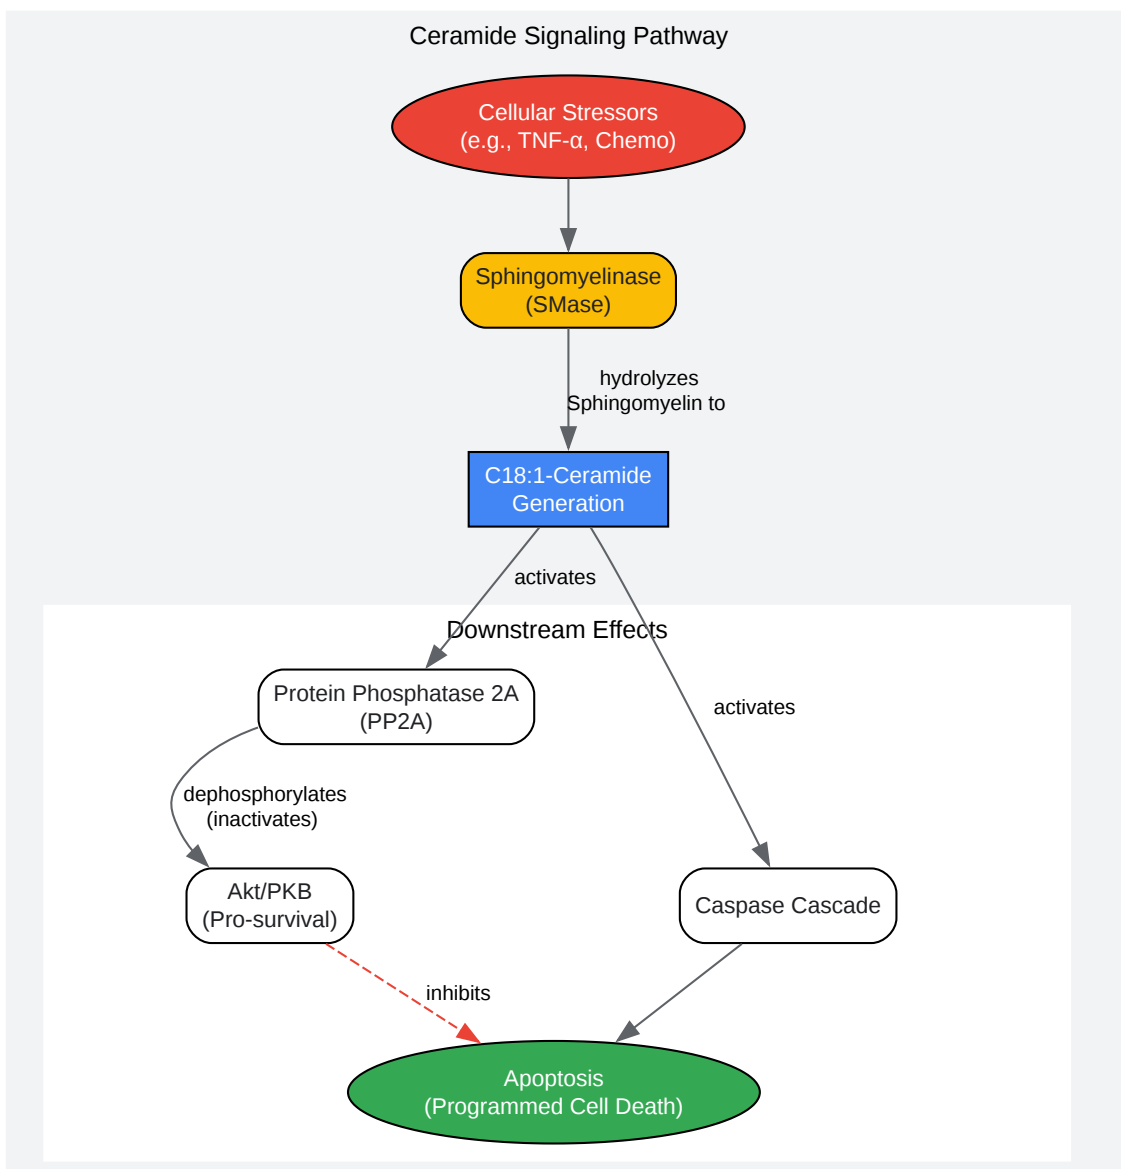 Ceramide Signaling Pathway
Cellular Stressors
(e.g., TNF-α, Chemo)
Sphingomyelinase
(SMase)
hydrolyzes
Sphingomyelin to
C18:1-Ceramide
Generation
activates
Downstream Effects
Protein Phosphatase 2A
(PP2A)
activates
dephosphorylates
(inactivates)
Akt/PKB
(Pro-survival)
Caspase Cascade
inhibits
Apoptosis
(Programmed Cell Death)